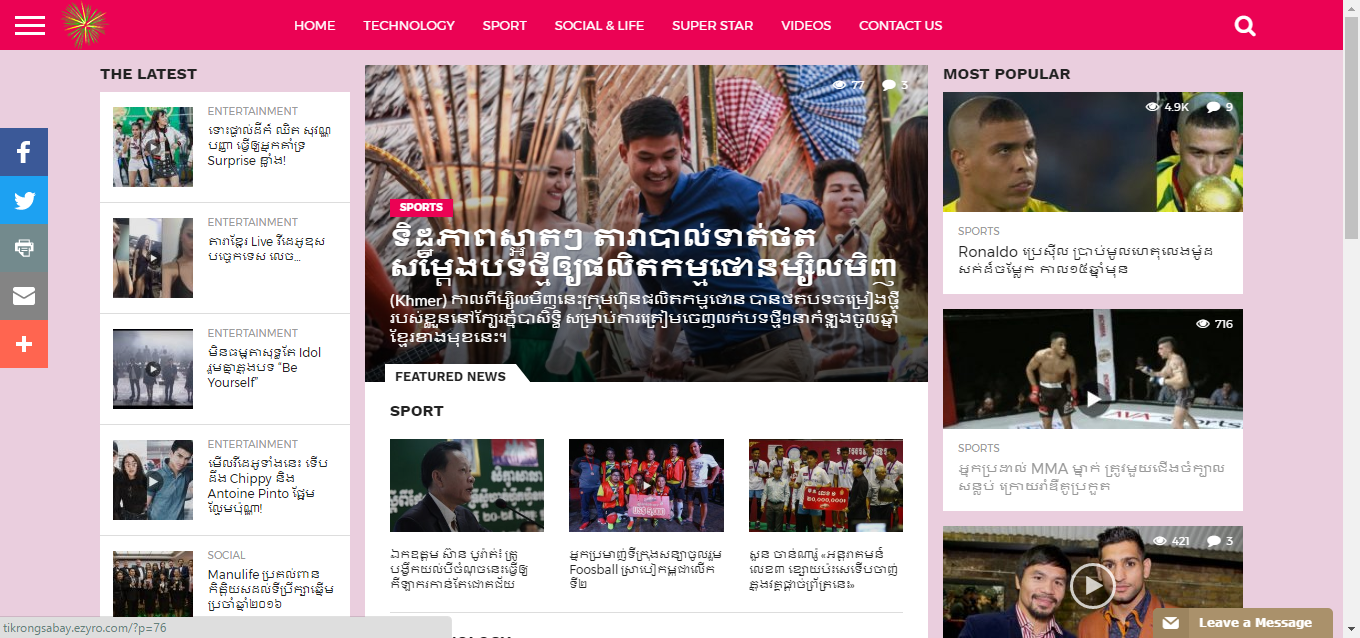 HOME TECHNOLOGY SPORT SOCIAL & LIFE SUPER STAR VIDEOS CONTACT US
THE LATEST
ENTERTAINMENT
ទោះផ្ទាល់ដីក៏ ឈិត សុវណ្ណ
បញ្ញា ធ្វើឲ្យអ្នកគាំទ្រ
Surprise ខ្លាំង!
ENTERTAINMENT
តារាខ្មែរ Live វីដេអូឌុស
បច្ចេកទេស លេច...
ENTERTAINMENT
មិនធម្មតាសុទ្ធតែ Idol
រួមគ្នាក្នុងបទ “Be
Yourself”
ENTERTAINMENT
មើលវីដេអូទាំងនេះ ទើប
ដឹង Chippy និង
Antoine Pinto ផ្អែម
ល្ហែមប៉ុណ្ណា!
SOCIAL
Manulife ប្រគល់ពាន
កិត្តិយសដល់ទីប្រឹក្សាឆ្នើម
ប្រចាំឆ្នាំ២០១៦
77 3
SPORTS
ទិដ្ឋភាពស្អាតៗ តារាបាល់ទាត់ថត
សម្ដែងបទថ្មីឲ្យផលិតកម្មថោនម្សិលមិញ
(Khmer) កាលពីម្សិលមិញនេះក្រុមហ៊ុនផលិតកម្មថោន បានថតបទចម្រៀងថ្មី
របស់ខ្លួននៅក្បែរភ្នំបាសិទ្ធិ សម្រាប់ការត្រៀមចេញលក់បទថ្មីៗនាកំឡុងចូលឆ្នាំ
ខ្មែរខាងមុខនេះ។
FEATURED NEWS
SPORT
ឯកឧត្តម ស៊ាន បូរ៉ាត៖ ត្រូ
បង្វឹកយល់បីចំណុចនេះធ្វើឲ្យ
កីឡាករកាន់តែជោគជ័យ
អ្នកប្រមាញ់ទីក្រុងសន្យាចូលរួម
Foosball ស្រាបៀកម្ពុជាលើក
ទី២
សួន ចាន់ណារ៉ូ «អន្តរាគមន៍
លេខ៣ ខ្សោយប៉ះសេទើបចាញ់
ក្នុងវគ្គផ្ដាច់ព្រ័ត្រនេះ»
MOST POPULAR
4.9K 9
SPORTS
Ronaldo ប្រេស៊ីល ប្រាប់មូលហេតុលេងម៉ូដ
សក់ដ៏ចម្លែក កាល១៥ឆ្នាំមុន
716
SPORTS
អ្នកប្រដាល់ MMA ម្នាក់ ត្រូវមួយជើងចំក្បាល
សន្លប់ ក្រោយរាំឌឺគូប្រកួត
421 3
Leave a Message
tikrongsabay.ezyro.com/?p=76